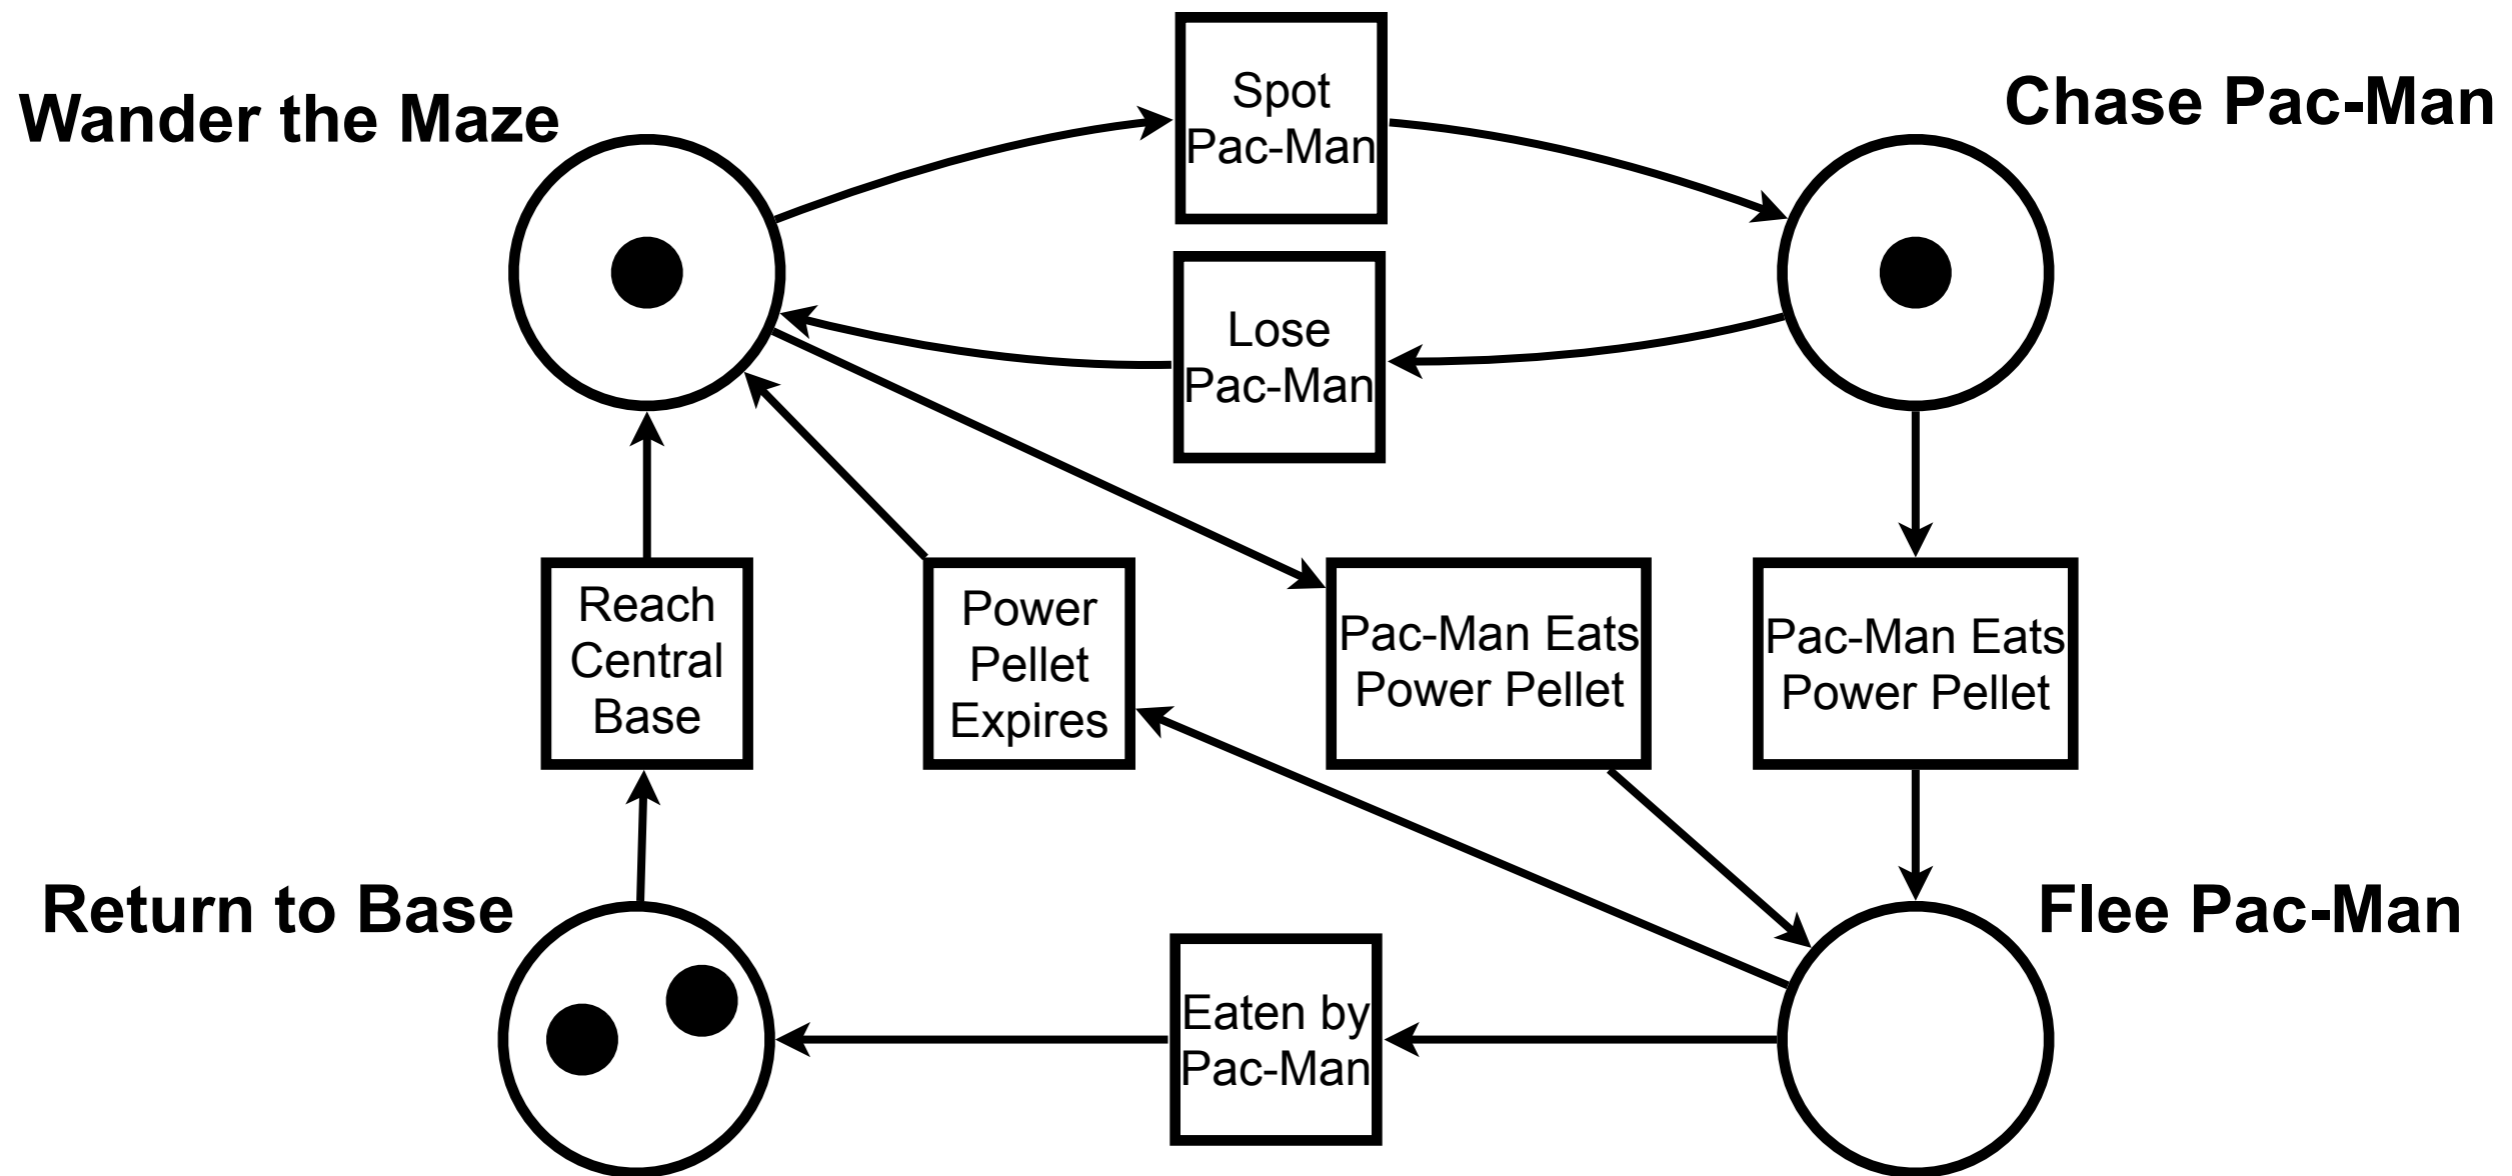 Spot
Pac-Man
Wander the Maze
Chase Pac-Man
Lose
Pac-Man
Reach
Central
Base
Power
Pellet
Expires
Pac-Man Eats
Power Pellet
Pac-Man Eats
Power Pellet
Return to Base
Flee Pac-Man
Eaten by
Pac-Man